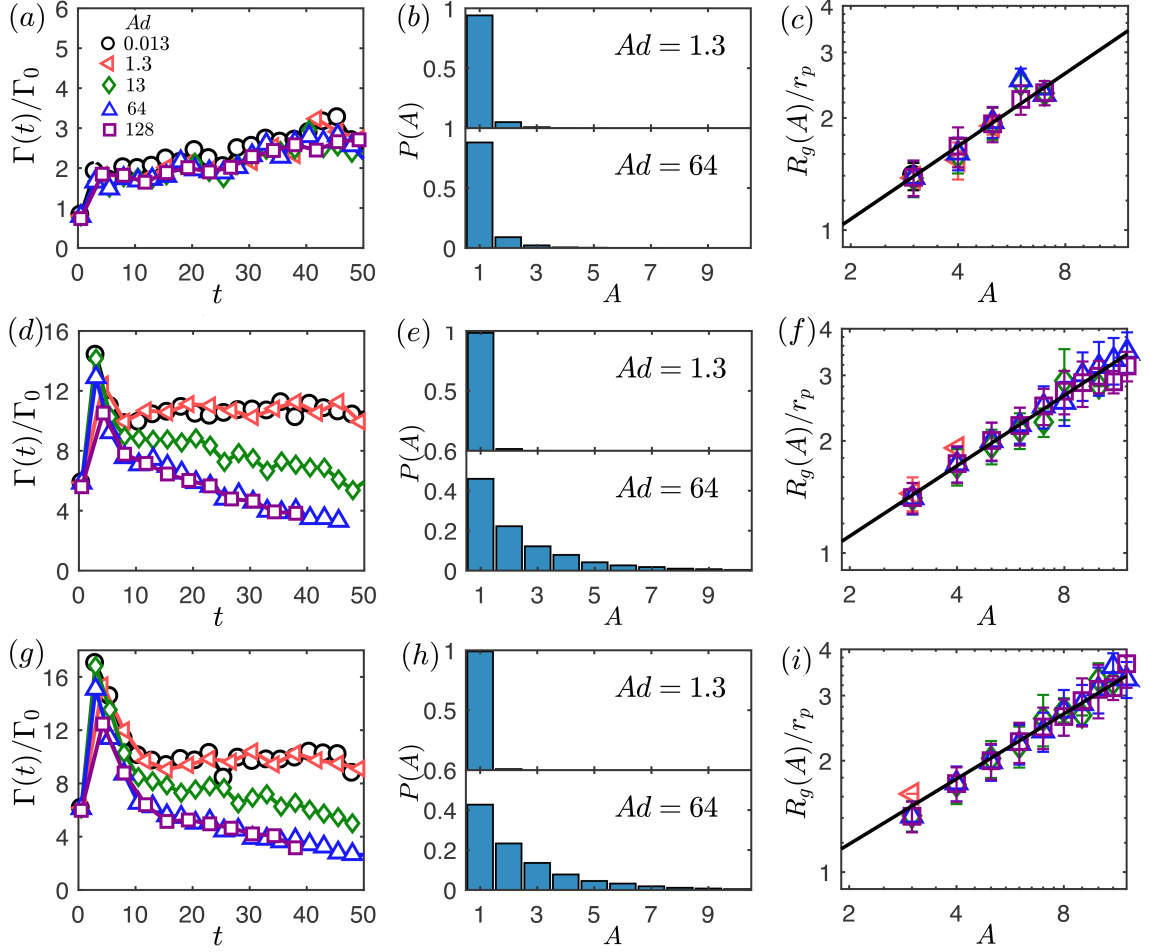 (a)
Γ(t)/Γ0
6
5
4
3
2
1
0
Ad
0.013
1.3
13
64
128
0 10 20 30 40 50
t
(b)
P(A)
1
0.5
1
0.5
0
Ad = 1.3
Ad = 64
1 3 5 7 9
A
(c)
Rg(A)/rp
4
3
2
1
2 4 8
A
(d)
Γ(t)/Γ0
16
12
8
4
0
0 10 20 30 40 50
t
(e)
P(A)
1
0.5
0.6
0.4
0.2
0
Ad = 1.3
Ad = 64
1 3 5 7 9
A
(f)
Rg(A)/rp
4
3
2
1
2 4 8
A
(g)
Γ(t)/Γ0
16
12
8
4
0
0 10 20 30 40 50
t
(h)
P(A)
1
0.5
0.6
0.4
0.2
0
Ad = 1.3
Ad = 64
1 3 5 7 9
A
(i)
Rg(A)/rp
4
3
2
1
2 4 8
A